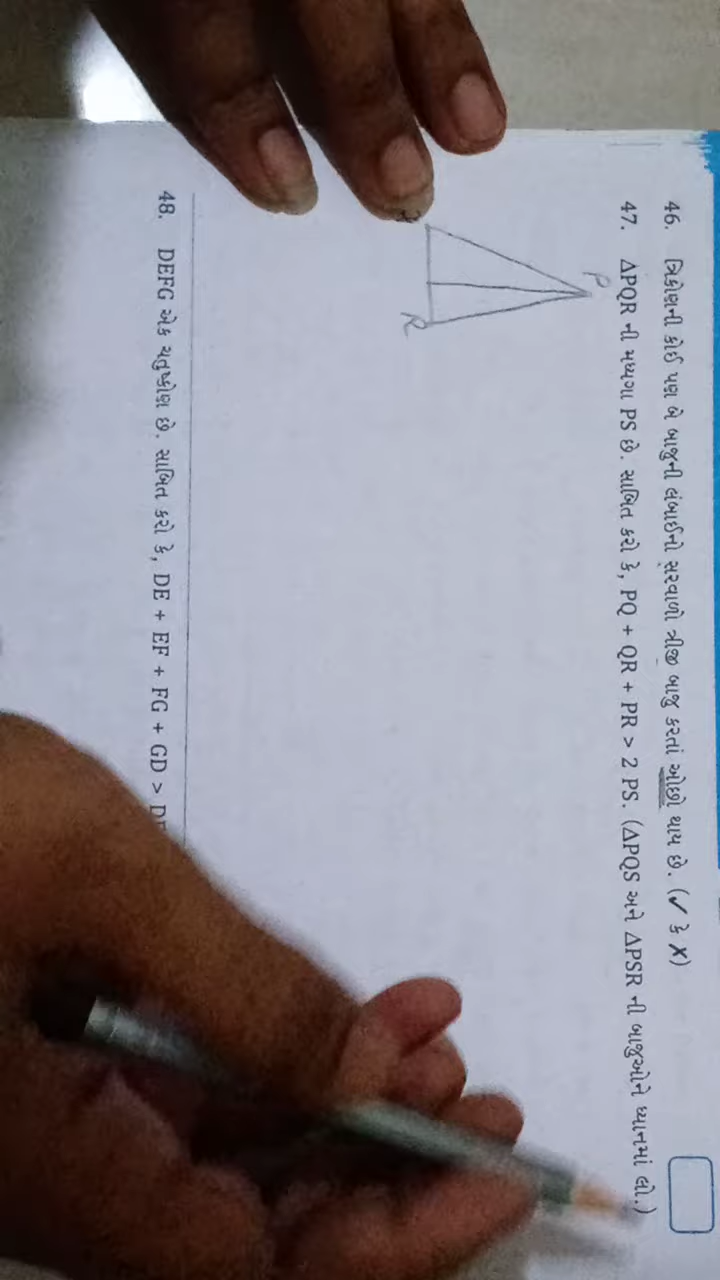 46. ત્રિકોણની કોઈ પણ બે બાજુની લંબાઈનો સરવાળો ત્રીજી બાજુ કરતાં ઓછો થાય છે. (✓ કે ✗)
47. ΔPQR ની મધ્યગા PS છે. સાબિત કરો કે, PQ + QR + PR > 2 PS. (ΔPQS અને ΔPSR ની બાજુઓને ધ્યાનમાં લો.)
P
R
48. DEFG એક ચતુષ્કોણ છે. સાબિત કરો કે, DE + EF + FG + GD >